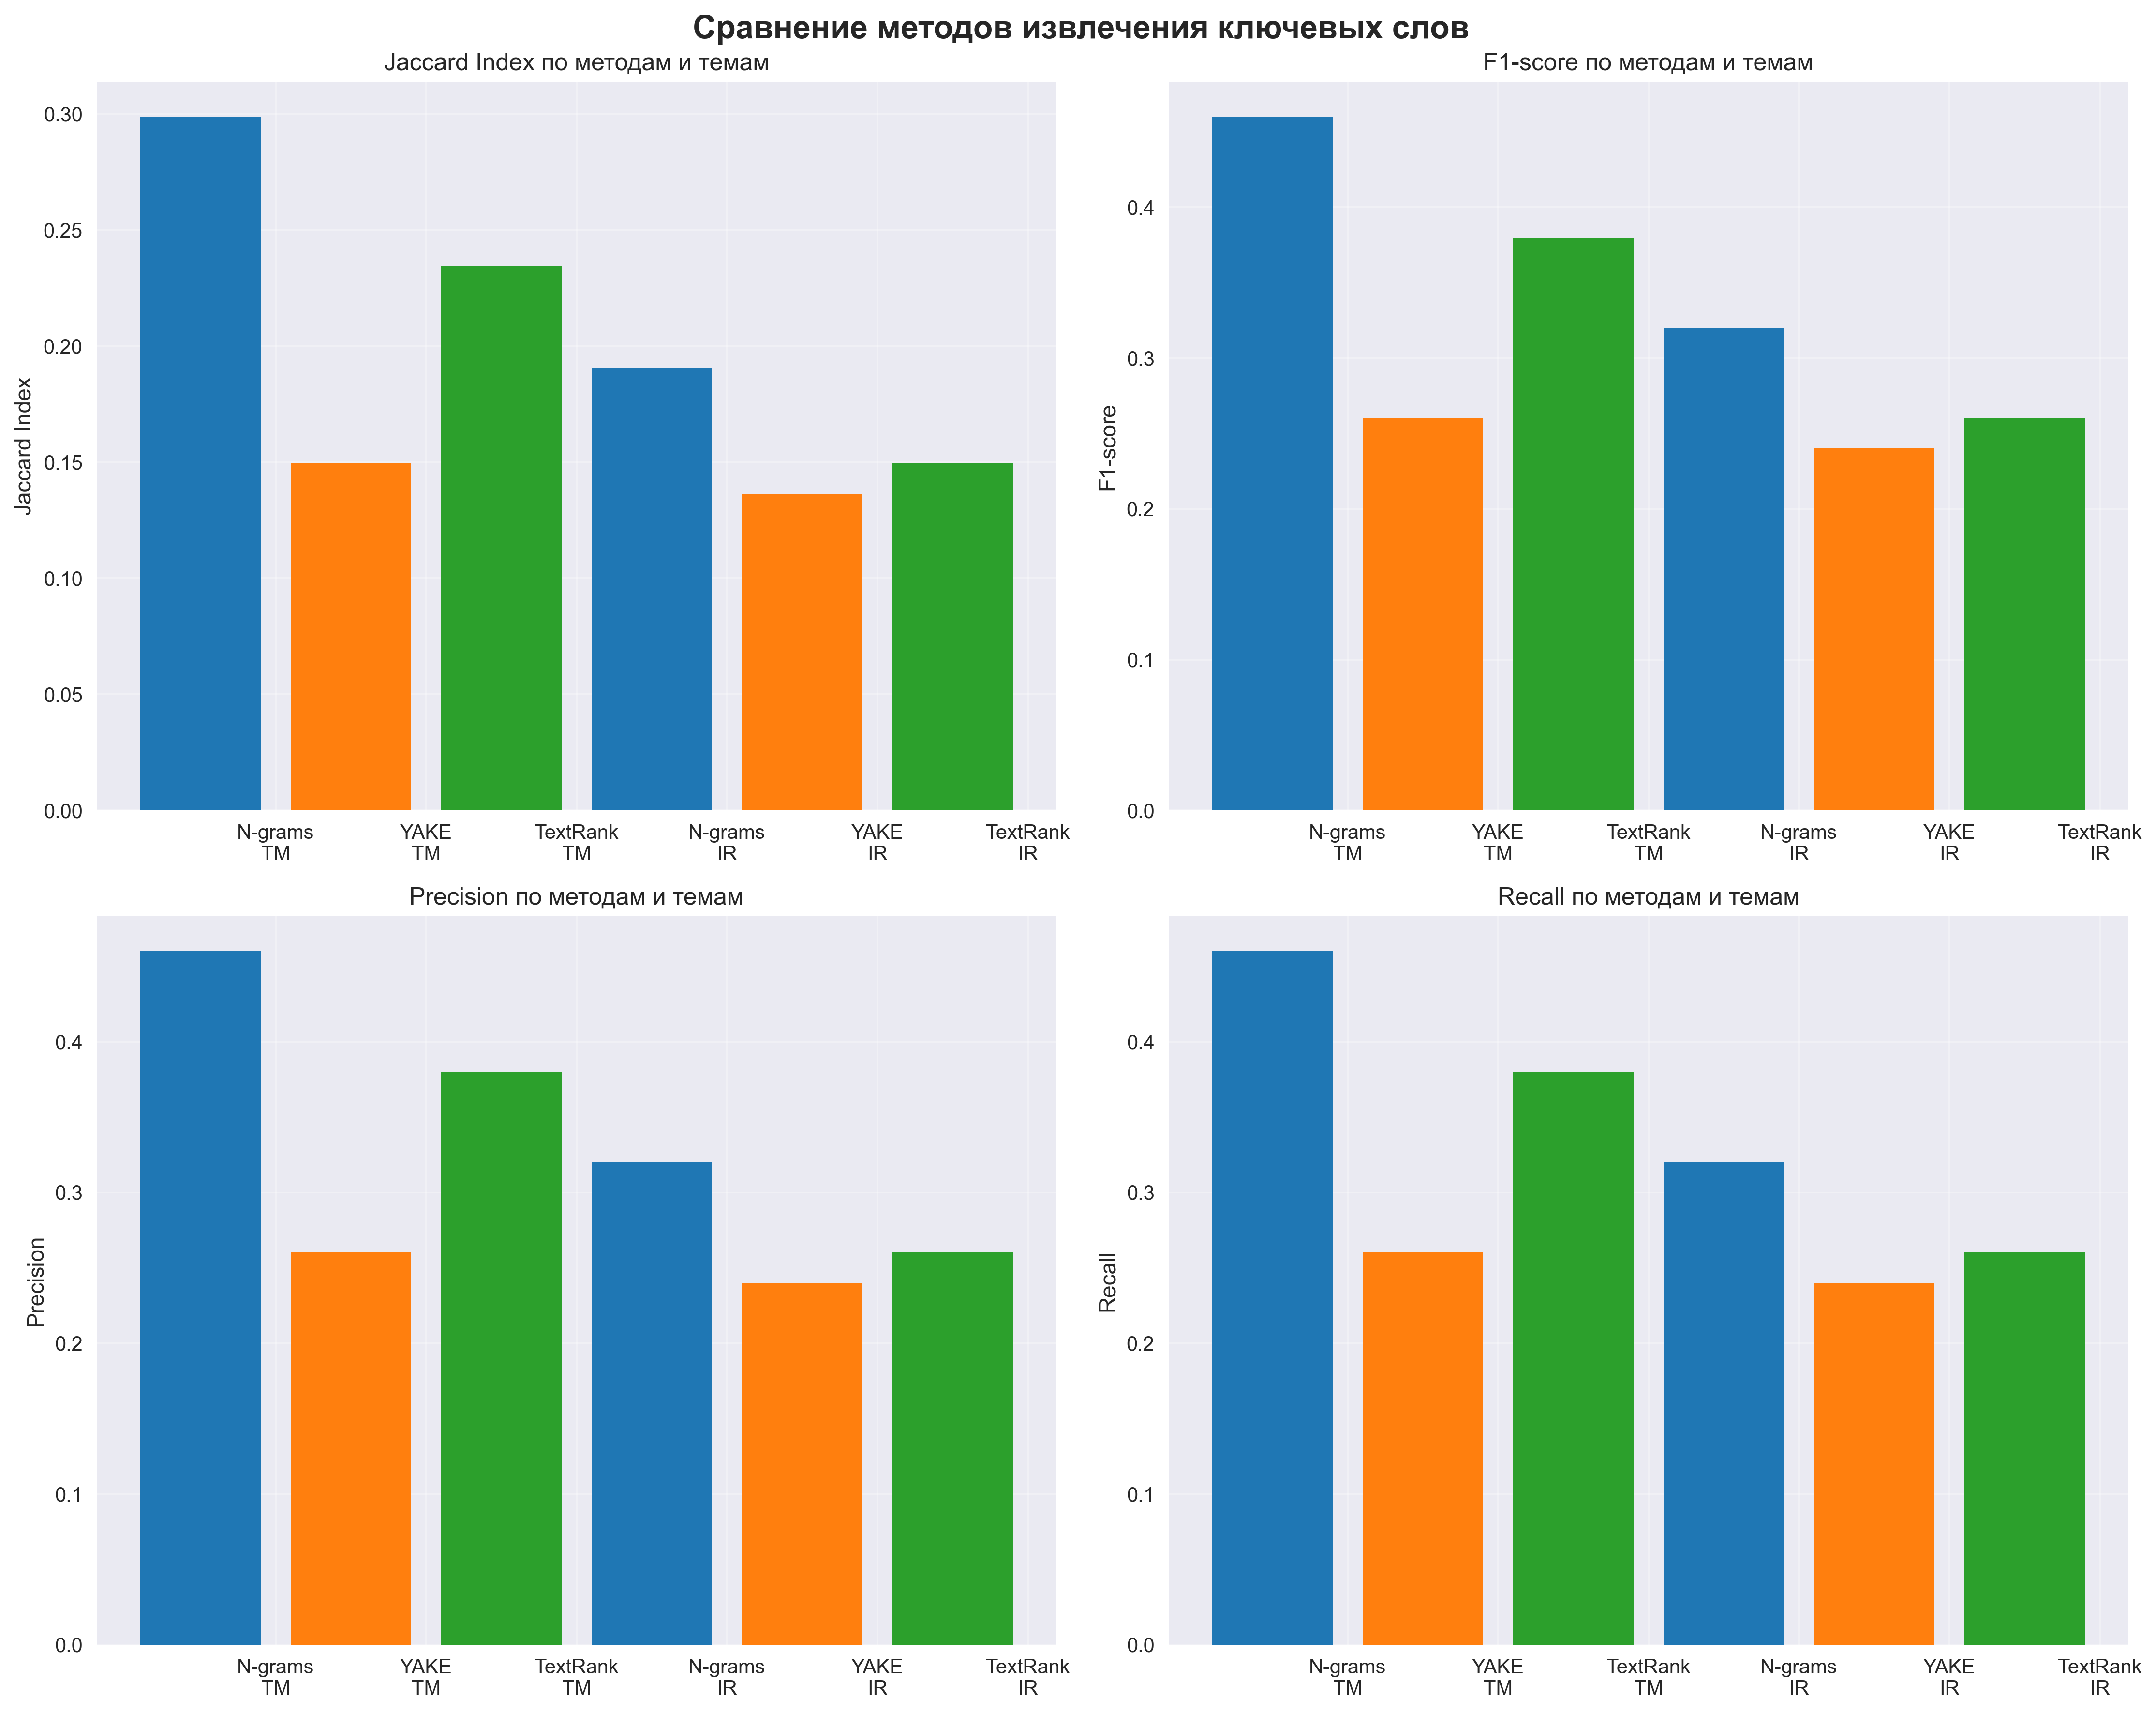 Сравнение методов извлечения ключевых слов
Jaccard Index по методам и темам
Jaccard Index
0.30
0.25
0.20
0.15
0.10
0.05
0.00
N-grams YAKE TextRank N-grams YAKE TextRank
TM TM TM IR IR IR
F1-score по методам и темам
F1-score
0.4
0.3
0.2
0.1
0.0
N-grams YAKE TextRank N-grams YAKE TextRank
TM TM TM IR IR IR
Precision по методам и темам
Precision
0.4
0.3
0.2
0.1
0.0
N-grams YAKE TextRank N-grams YAKE TextRank
TM TM TM IR IR IR
Recall по методам и темам
Recall
0.4
0.3
0.2
0.1
0.0
N-grams YAKE TextRank N-grams YAKE TextRank
TM TM TM IR IR IR